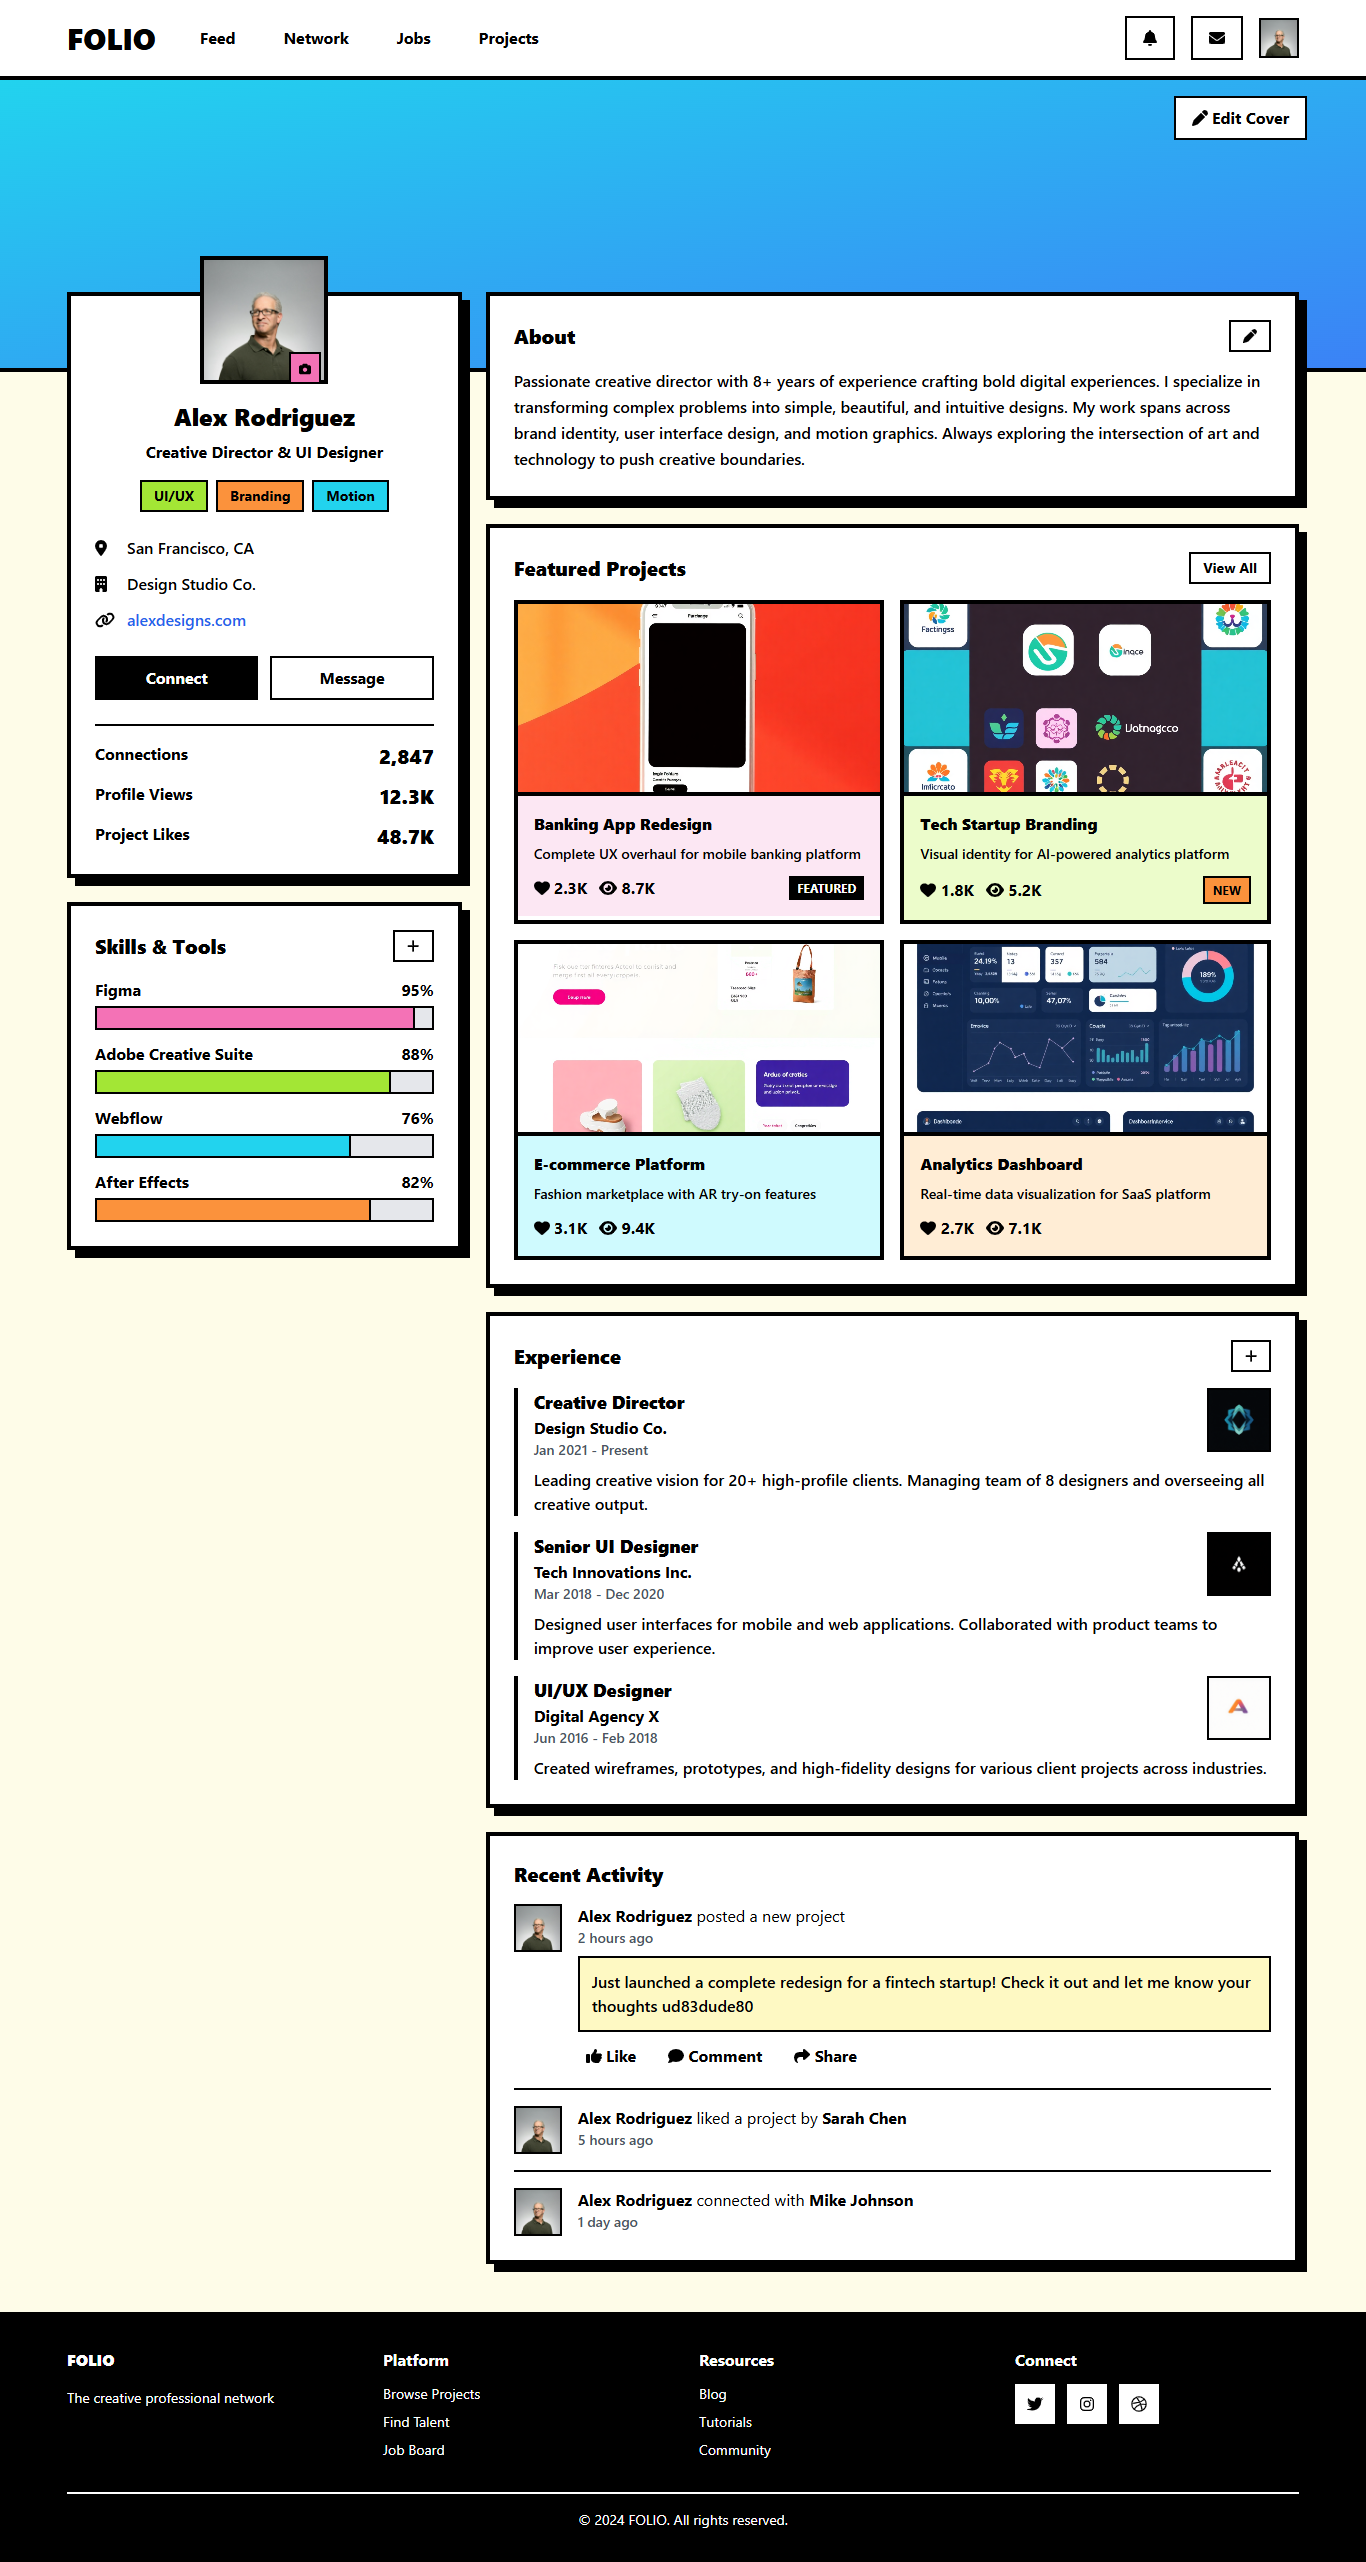 FOLIO
Feed
Network
Jobs
Projects
Edit Cover
Alex Rodriguez
Creative Director & UI Designer
UI/UX
Branding
Motion
San Francisco, CA
Design Studio Co.
alexdesigns.com
Connect
Message
Connections
2,847
Profile Views
12.3K
Project Likes
48.7K
Skills & Tools
Figma
95%
Adobe Creative Suite
88%
Webflow
76%
After Effects
82%
About
Passionate creative director with 8+ years of experience crafting bold digital experiences. I specialize in
transforming complex problems into simple, beautiful, and intuitive designs. My work spans across
brand identity, user interface design, and motion graphics. Always exploring the intersection of art and
technology to push creative boundaries.
Featured Projects
View All
Banking App Redesign
Complete UX overhaul for mobile banking platform
2.3K
8.7K
FEATURED
Factingss
inace
Uatnagcco
Imficrcato
Tech Startup Branding
Visual identity for AI-powered analytics platform
1.8K
5.2K
NEW
E-commerce Platform
Fashion marketplace with AR try-on features
3.1K
9.4K
24,19%
13
357
584
189%
10,00%
47,07%
Analytics Dashboard
Real-time data visualization for SaaS platform
2.7K
7.1K
Experience
Creative Director
Design Studio Co.
Jan 2021 - Present
Leading creative vision for 20+ high-profile clients. Managing team of 8 designers and overseeing all
creative output.
Senior UI Designer
Tech Innovations Inc.
Mar 2018 - Dec 2020
Designed user interfaces for mobile and web applications. Collaborated with product teams to
improve user experience.
UI/UX Designer
Digital Agency X
Jun 2016 - Feb 2018
Created wireframes, prototypes, and high-fidelity designs for various client projects across industries.
Recent Activity
Alex Rodriguez posted a new project
2 hours ago
Just launched a complete redesign for a fintech startup! Check it out and let me know your
thoughts ud83dude80
Like
Comment
Share
Alex Rodriguez liked a project by Sarah Chen
5 hours ago
Alex Rodriguez connected with Mike Johnson
1 day ago
FOLIO
The creative professional network
Platform
Browse Projects
Find Talent
Job Board
Resources
Blog
Tutorials
Community
Connect
© 2024 FOLIO. All rights reserved.